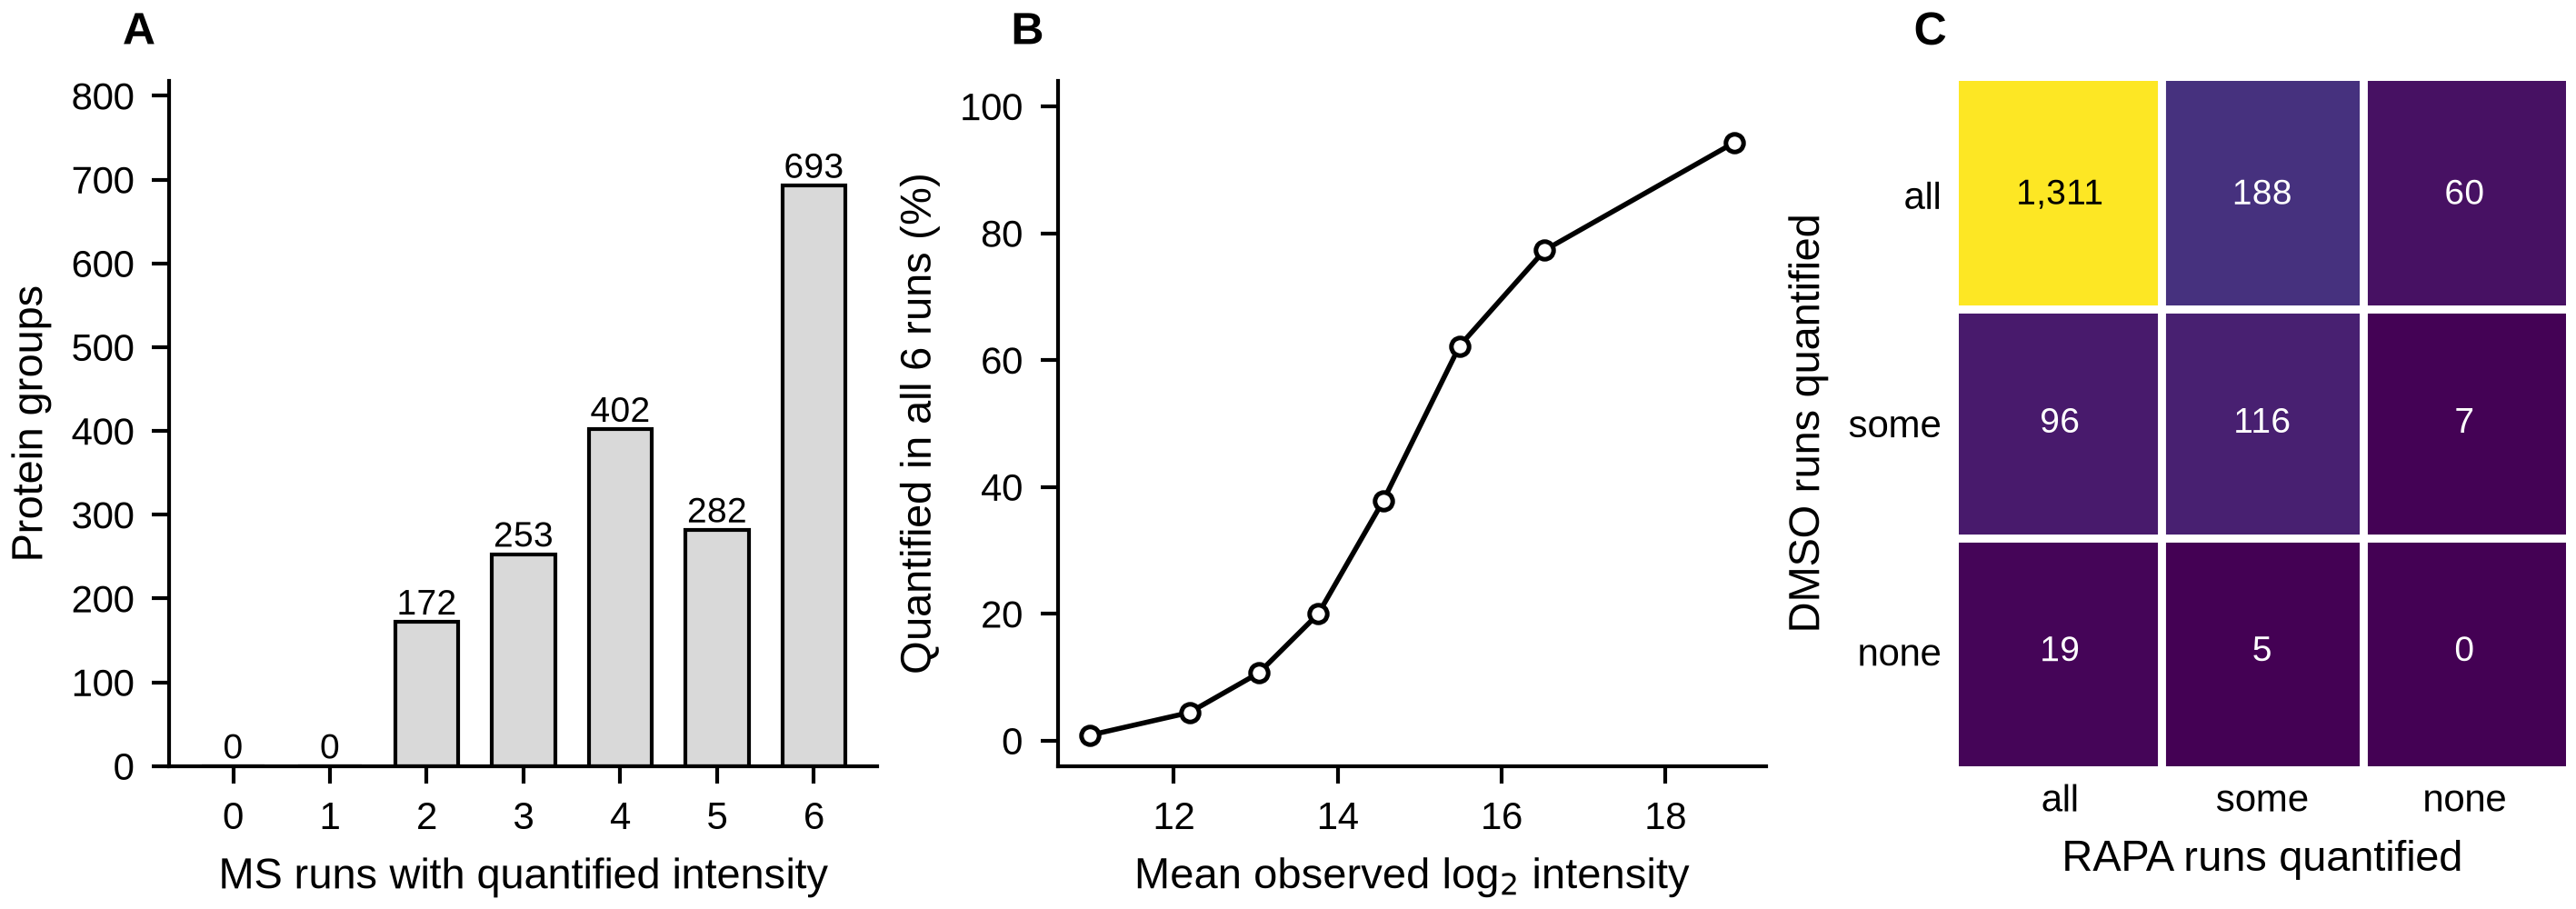 A
Protein groups
800
700
600
500
400
300
200
100
0
0
0
172
253
402
282
693
0 1 2 3 4 5 6
MS runs with quantified intensity
B
Quantified in all 6 runs (%)
100
80
60
40
20
0
12 14 16 18
Mean observed log₂ intensity
C
DMSO runs quantified
all 1,311 188 60
some 96 116 7
none 19 5 0
all some none
RAPA runs quantified